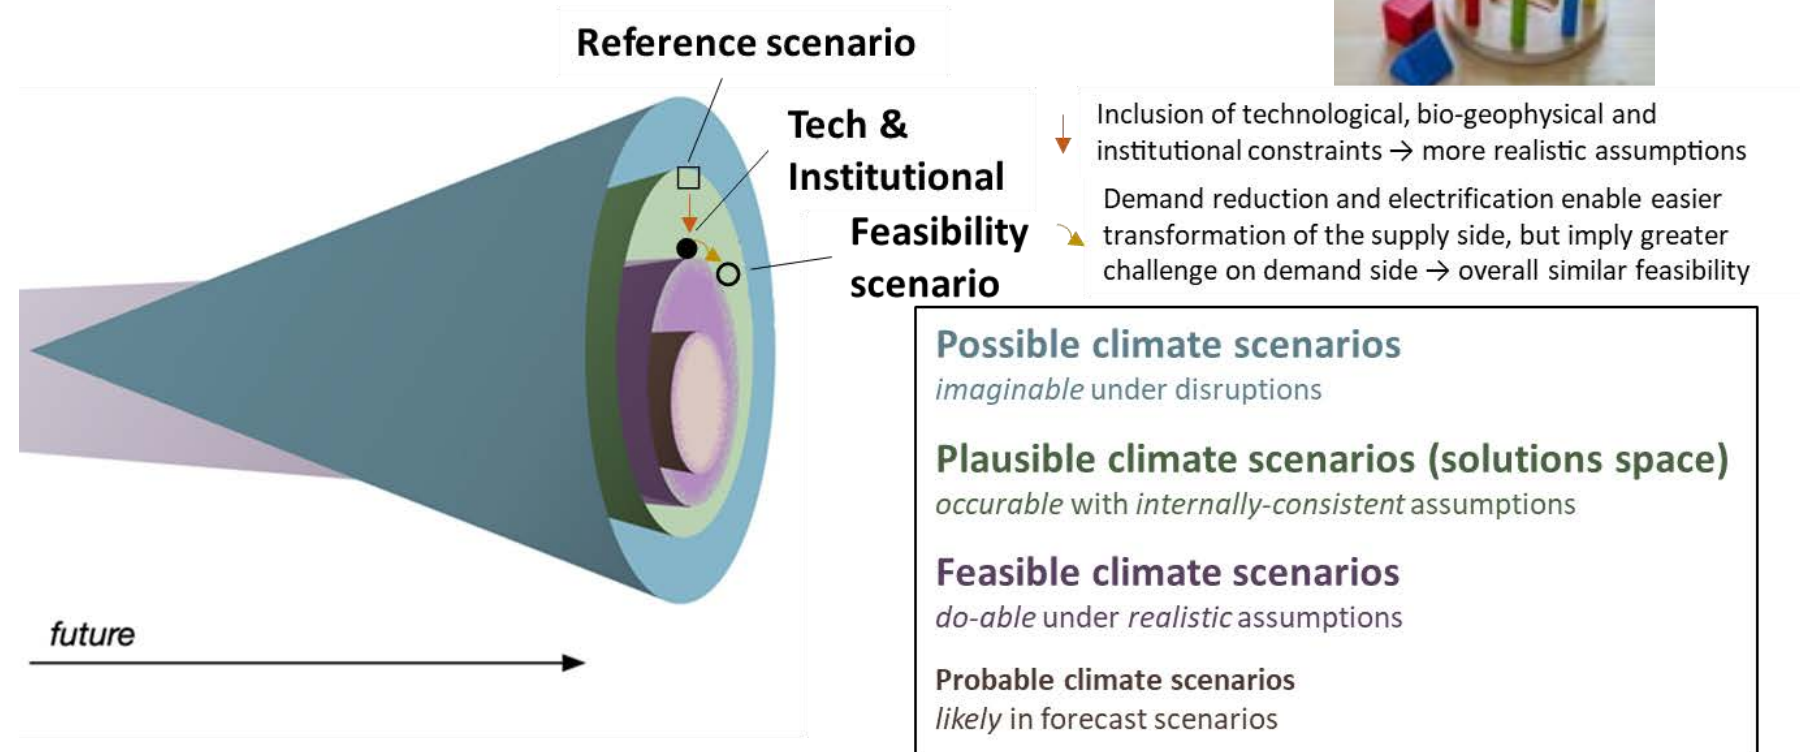 Reference scenario
Tech &
Institutional
Feasibility
scenario
Inclusion of technological, bio-geophysical and
institutional constraints → more realistic assumptions
Demand reduction and electrification enable easier
transformation of the supply side, but imply greater
challenge on demand side → overall similar feasibility
Possible climate scenarios
imaginable under disruptions
Plausible climate scenarios (solutions space)
occurable with internally-consistent assumptions
Feasible climate scenarios
do-able under realistic assumptions
Probable climate scenarios
likely in forecast scenarios
future